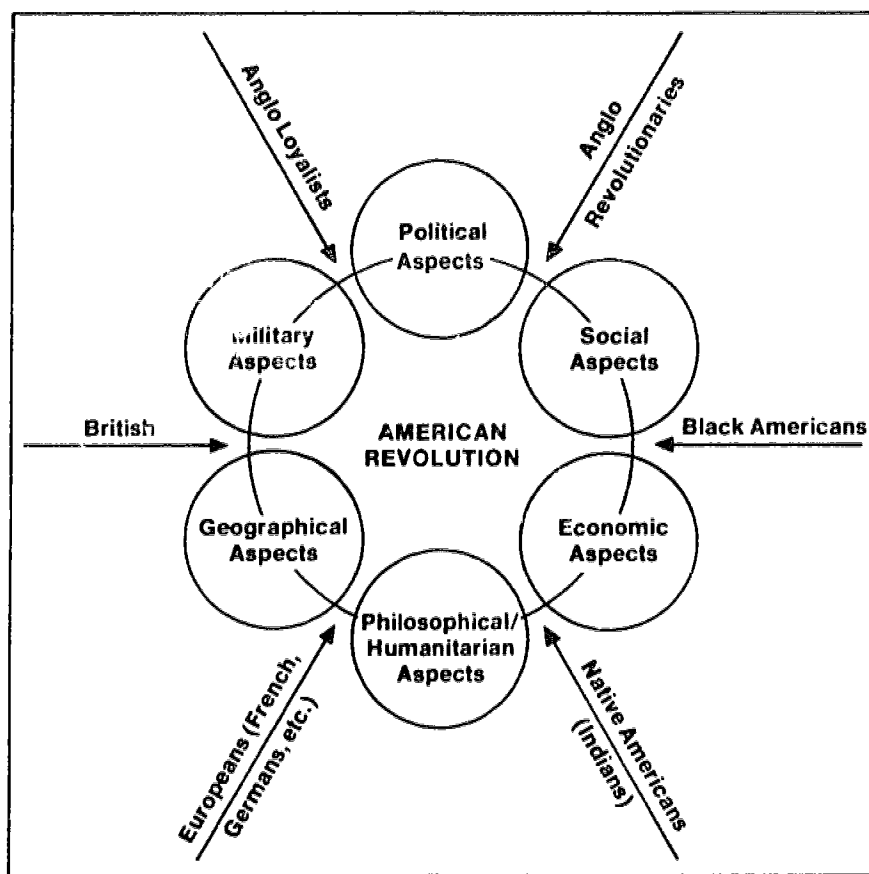 Anglo Loyalists
Anglo
Revolutionaries
Political
Aspects
Military
Aspects
Social
Aspects
British
AMERICAN
REVOLUTION
Black Americans
Geographical
Aspects
Economic
Aspects
Philosophical/
Humanitarian
Aspects
Europeans (French,
Germans, etc.)
Native Americans
(Indians)